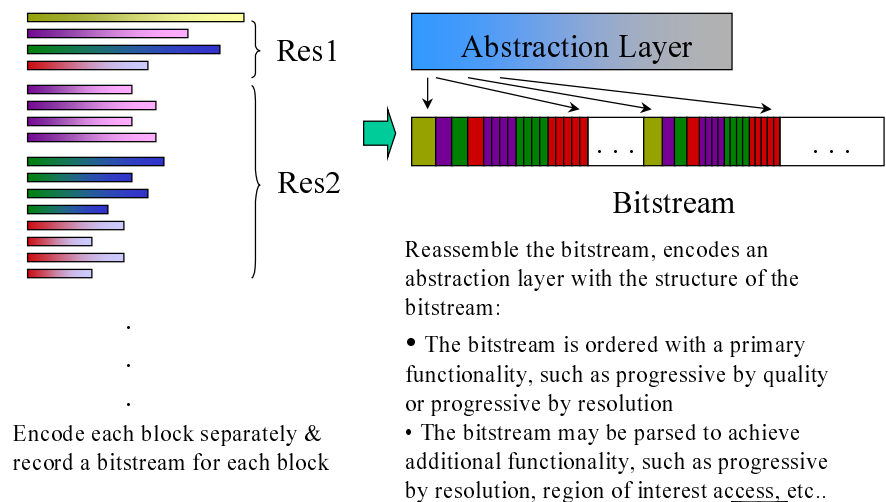 Res1
Res2
.
.
.
Encode each block separately &
record a bitstream for each block
Abstraction Layer
. . .
. . .
Bitstream
Reassemble the bitstream, encodes an
abstraction layer with the structure of the
bitstream:
• The bitstream is ordered with a primary
functionality, such as progressive by quality
or progressive by resolution
• The bitstream may be parsed to achieve
additional functionality, such as progressive
by resolution, region of interest access, etc..